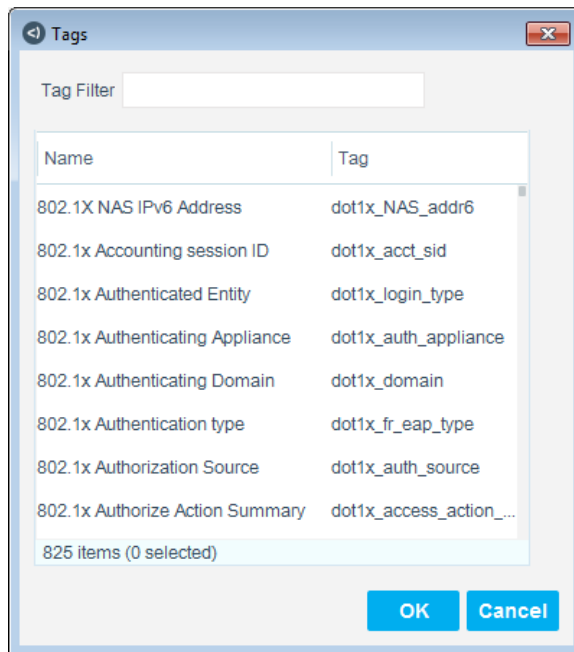 Tags
Tag Filter
Name Tag
802.1X NAS IPv6 Address dot1x_NAS_addr6
802.1x Accounting session ID dot1x_acct_sid
802.1x Authenticated Entity dot1x_login_type
802.1x Authenticating Appliance dot1x_auth_appliance
802.1x Authenticating Domain dot1x_domain
802.1x Authentication type dot1x_fr_eap_type
802.1x Authorization Source dot1x_auth_source
802.1x Authorize Action Summary dot1x_access_action_...
825 items (0 selected)
OK Cancel